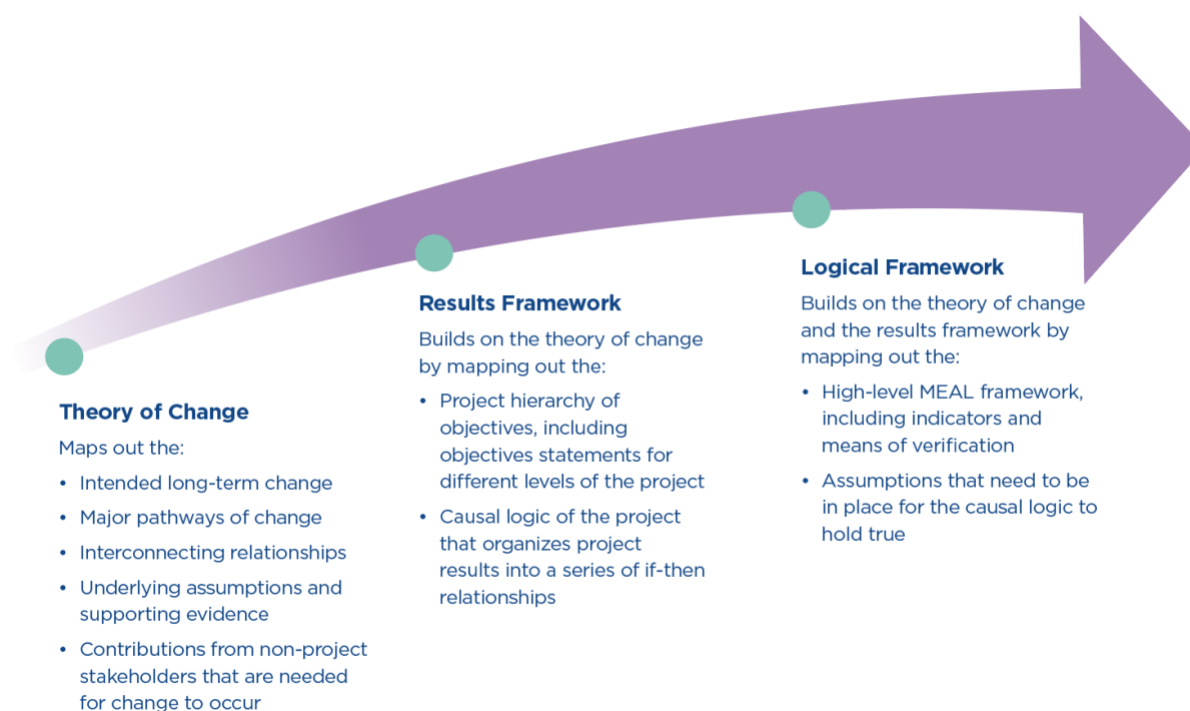 Theory of Change
Maps out the:
• Intended long-term change
• Major pathways of change
• Interconnecting relationships
• Underlying assumptions and
supporting evidence
• Contributions from non-project
stakeholders that are needed
for change to occur
Results Framework
Builds on the theory of change
by mapping out the:
• Project hierarchy of
objectives, including
objectives statements for
different levels of the project
• Causal logic of the project
that organizes project
results into a series of if-then
relationships
Logical Framework
Builds on the theory of change
and the results framework by
mapping out the:
• High-level MEAL framework,
including indicators and
means of verification
• Assumptions that need to be
in place for the causal logic to
hold true